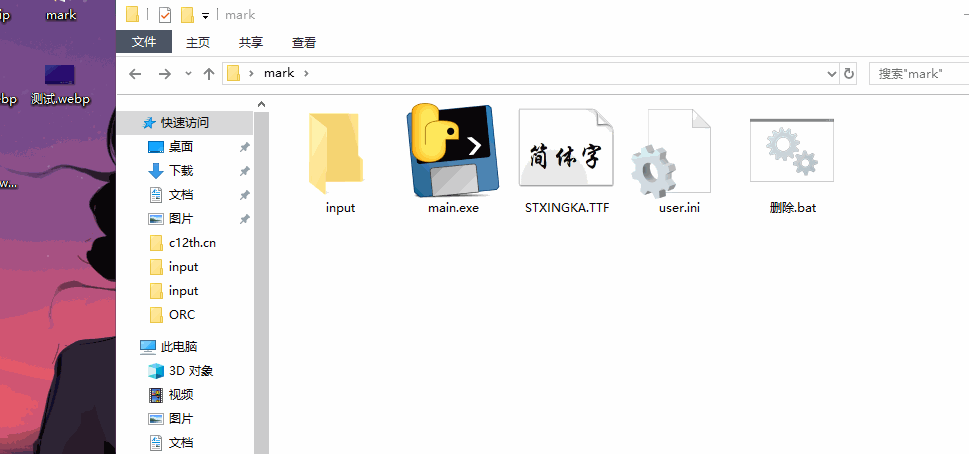 ip
mark
测试.webp
bp
w...
mark
文件 主页 共享 查看
mark
搜索"mark"
快速访问
桌面
下载
文档
图片
c12th.cn
input
input
ORC
此电脑
3D 对象
视频
图片
文档
简体字
input
main.exe
STXINGKA.TTF
user.ini
删除.bat